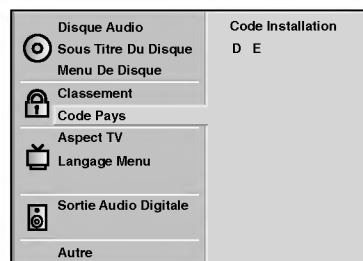 Disque Audio
Sous Titre Du Disque
Menu De Disque
Classement
Code Pays
Aspect TV
Langage Menu
Sortie Audio Digitale
Autre
Code Installation
D E